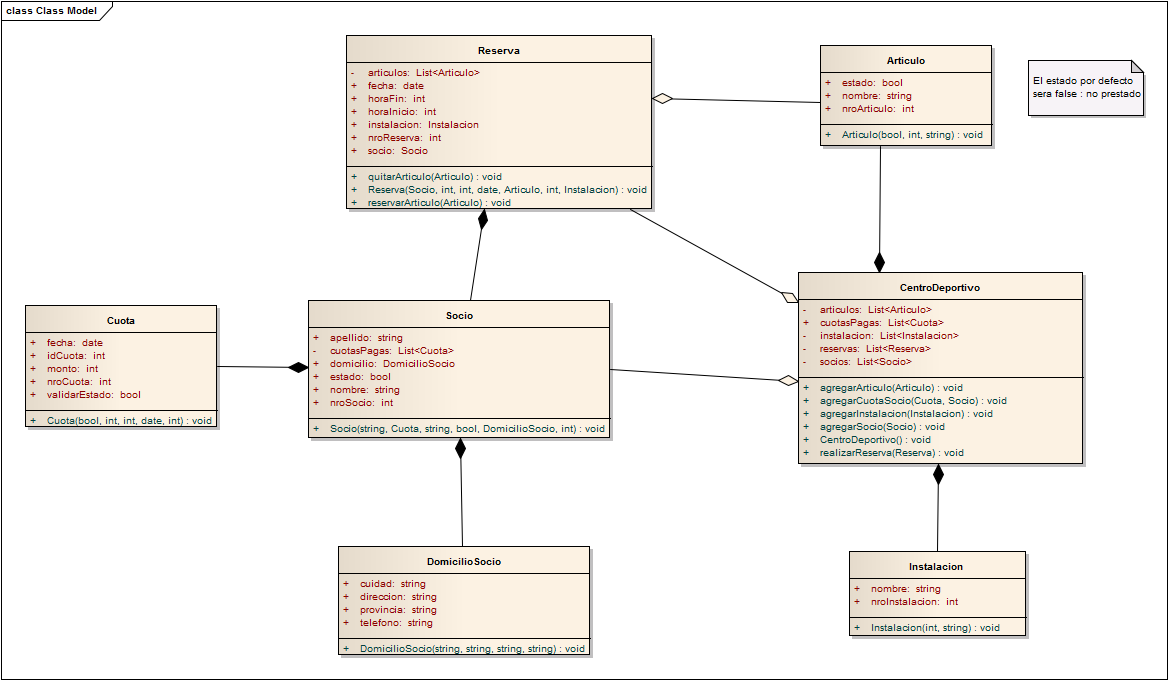 class Class Model
Reserva
- articulos: List<Articulo>
+ fecha: date
+ horaFin: int
+ horaInicio: int
+ instalacion: Instalacion
+ nroReserva: int
+ socio: Socio
+ quitarArticulo(Articulo) : void
+ Reserva(Socio, int, int, date, Articulo, int, Instalacion) : void
+ reservarArticulo(Articulo) : void
Articulo
+ estado: bool
+ nombre: string
+ nroArticulo: int
+ Articulo(bool, int, string) : void
El estado por defecto
sera false : no prestado
Cuota
+ fecha: date
+ idCuota: int
+ monto: int
+ nroCuota: int
+ validarEstado: bool
+ Cuota(bool, int, int, date, int) : void
Socio
+ apellido: string
- cuotasPagas: List<Cuota>
+ domicilio: DomicilioSocio
+ estado: bool
+ nombre: string
+ nroSocio: int
+ Socio(string, Cuota, string, bool, DomicilioSocio, int) : void
CentroDeportivo
- articulos: List<Articulo>
+ cuotasPagas: List<Cuota>
- instalacion: List<Instalacion>
- reservas: List<Reserva>
- socios: List<Socio>
+ agregarArticulo(Articulo) : void
+ agregarCuotaSocio(Cuota, Socio) : void
+ agregarInstalacion(Instalacion) : void
+ agregarSocio(Socio) : void
+ CentroDeportivo() : void
+ realizarReserva(Reserva) : void
DomicilioSocio
+ cuidad: string
+ direccion: string
+ provincia: string
+ telefono: string
+ DomicilioSocio(string, string, string, string) : void
Instalacion
+ nombre: string
+ nroInstalacion: int
+ Instalacion(int, string) : void